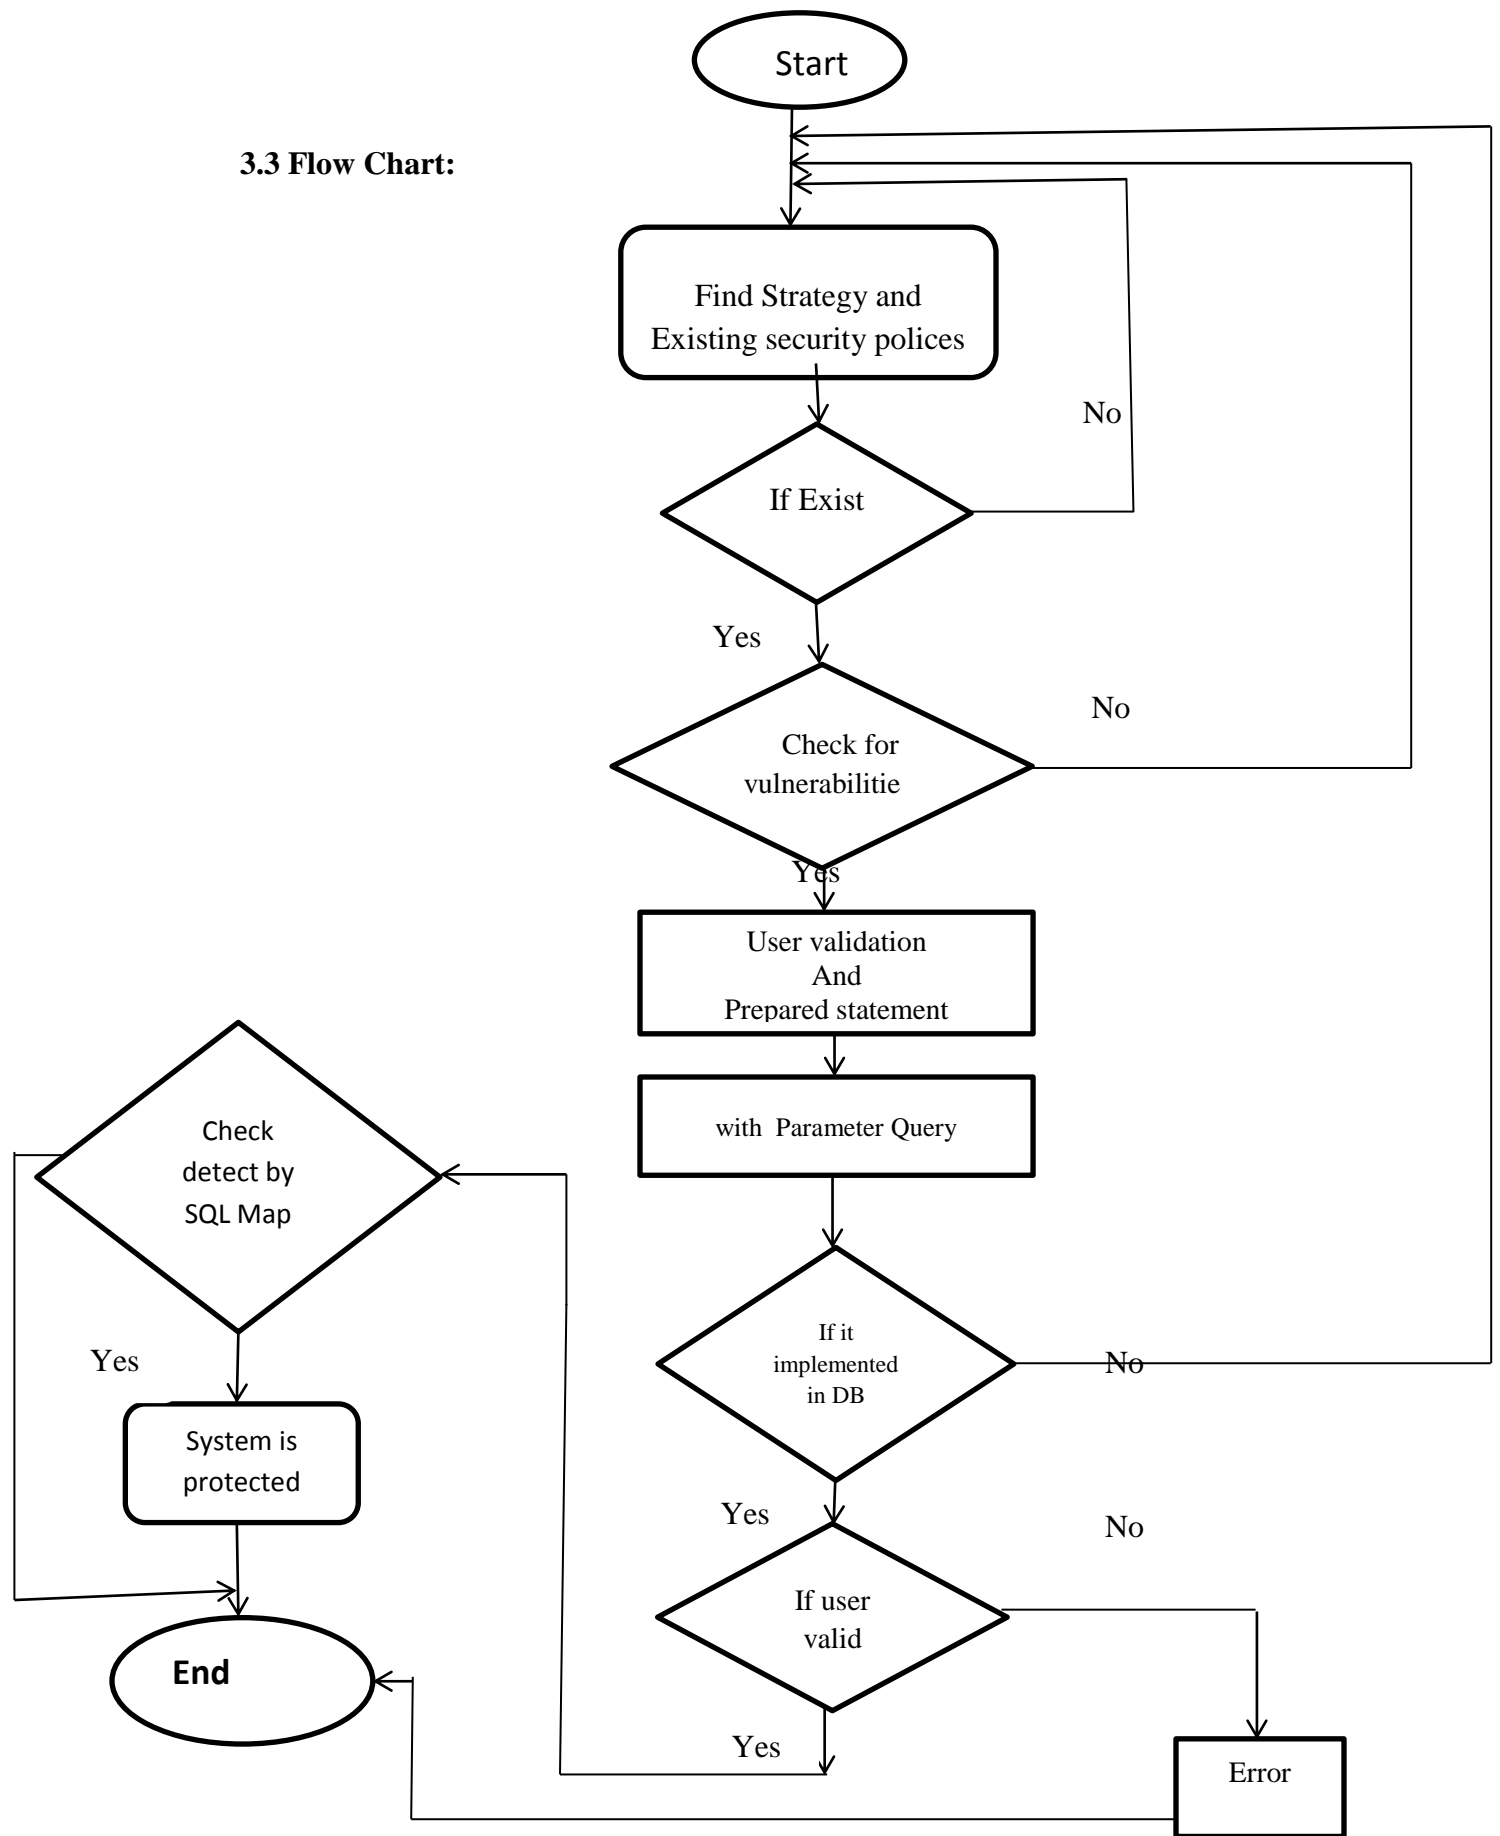 Start
3.3 Flow Chart:
Find Strategy and
Existing security polices
No
If Exist
Yes
No
Check for
vulnerabilitie
Yes
User validation
And
Prepared statement
with Parameter Query
Check
detect by
SQL Map
If it
implemented
in DB
No
Yes
System is
protected
Yes
No
If user
valid
End
Yes
Error